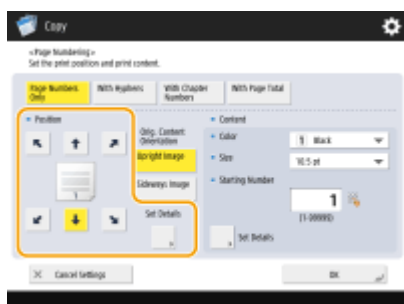 Copy
<Page Numbering>
Set the print position and print content.
Page Numbers Only
With Hyphens
With Chapter Numbers
With Page Total
Position
Orig. Content Orientation
Upright Image
Sideways Image
Set Details
Content
Color
1 Black
Size
10.5 pt
Starting Number
1
(1-99999)
Set Details
Cancel Settings
OK